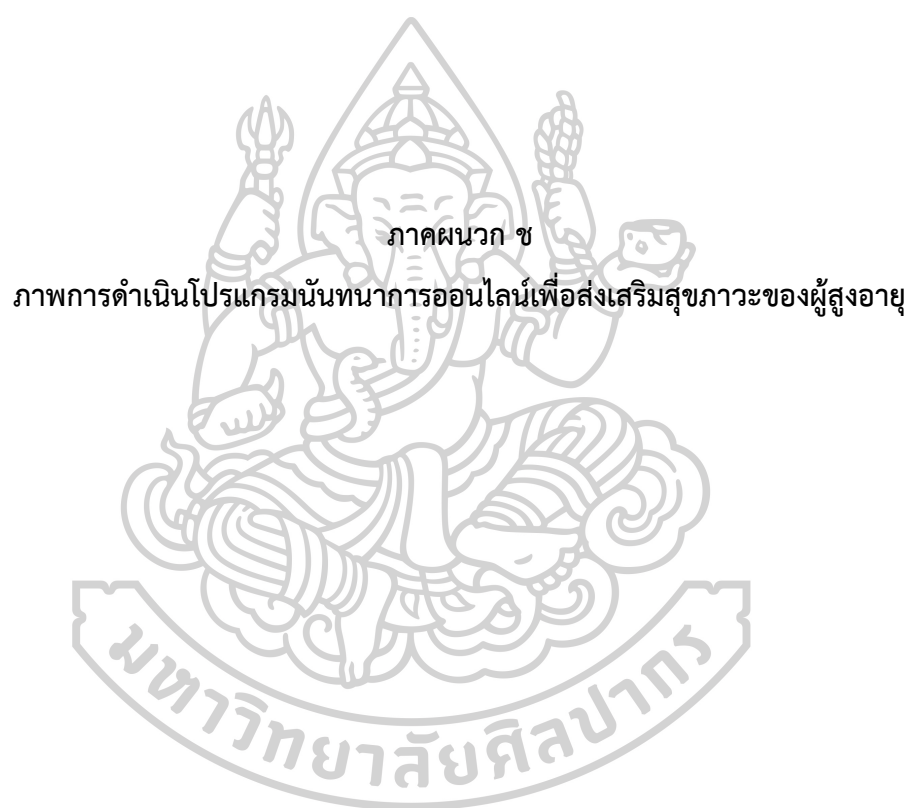 ภาคผนวก ช
ภาพการดำเนินโปรแกรมนันทนาการออนไลน์เพื่อส่งเสริมสุขภาวะของผู้สูงอายุ
มหาวิทยาลัยศิลปากร